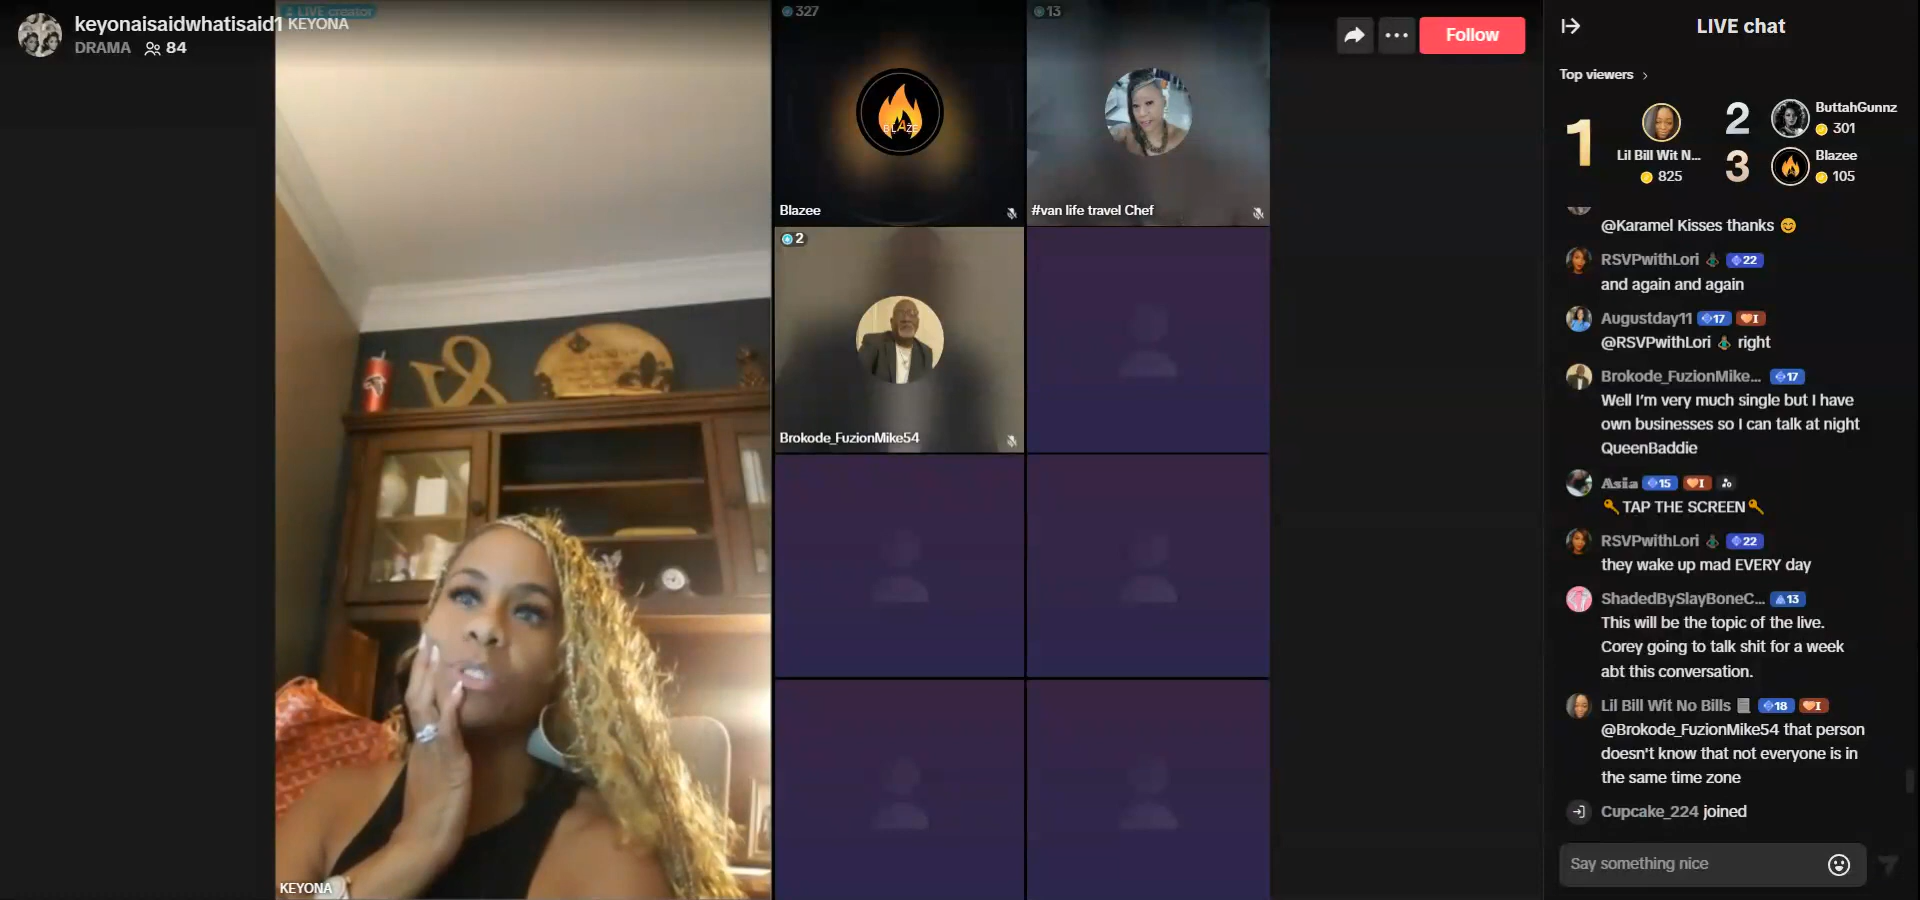 keyonaisaidwhatisaid1
DRAMA 84
LIVE creator
KEYONA
327
13
Follow
BLAZE
Blazee
#van life travel Chef
2
Brokode_FuzionMike54
KEYONA
LIVE chat
Top viewers
1
Lil Bill Wit N...
825
2
ButtahGunnz
301
3
Blazee
105
@Karamel Kisses thanks 😊
RSVPwithLori 22
and again and again
Augustday11 17 I
@RSVPwithLori right
Brokode_FuzionMike... 17
Well I'm very much single but I have
own businesses so I can talk at night
QueenBaddie
𝔸𝕤𝕚𝕒 15 I
🔑TAP THE SCREEN🔑
RSVPwithLori 22
they wake up mad EVERY day
ShadedBySlayBoneC... 13
This will be the topic of the live.
Corey going to talk shit for a week
abt this conversation.
Lil Bill Wit No Bills 18 I
@Brokode_FuzionMike54 that person
doesn't know that not everyone is in
the same time zone
Cupcake_224 joined
Say something nice